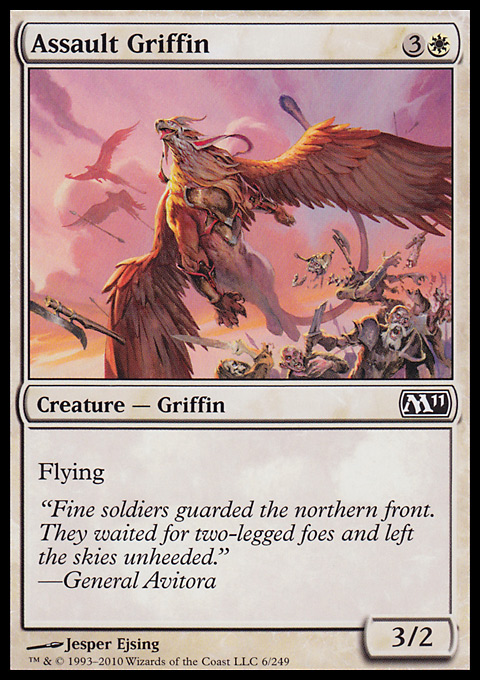 Assault Griffin 3
Creature — Griffin M11
Flying
“Fine soldiers guarded the northern front.
They waited for two-legged foes and left
the skies unheeded.”
—General Avitora
Jesper Ejsing
3/2
™ & © 1993–2010 Wizards of the Coast LLC 6/249